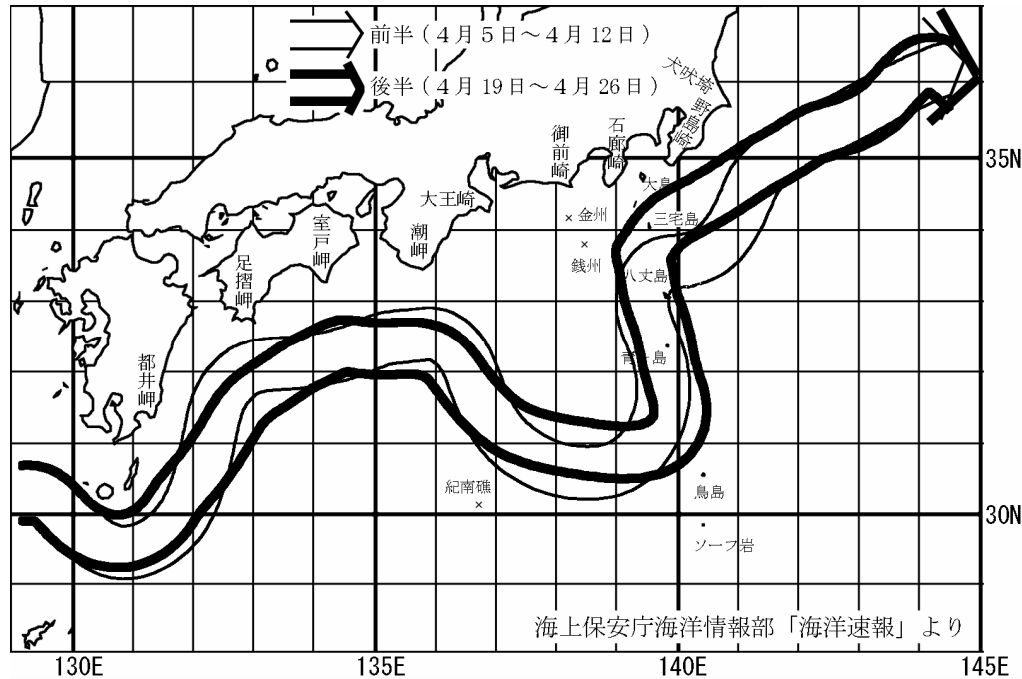 前半(4月5日~4月12日)
後半(4月19日~4月26日)
犬吠埼
野島崎
石廊崎
御前崎
35N
大王崎
大島
金州
三宅島
室戸岬
潮岬
銭州
足摺岬
八丈島
都井岬
青ヶ島
紀南礁
鳥島
30N
ソーフ岩
海上保安庁海洋情報部「海洋速報」より
130E
135E
140E
145E